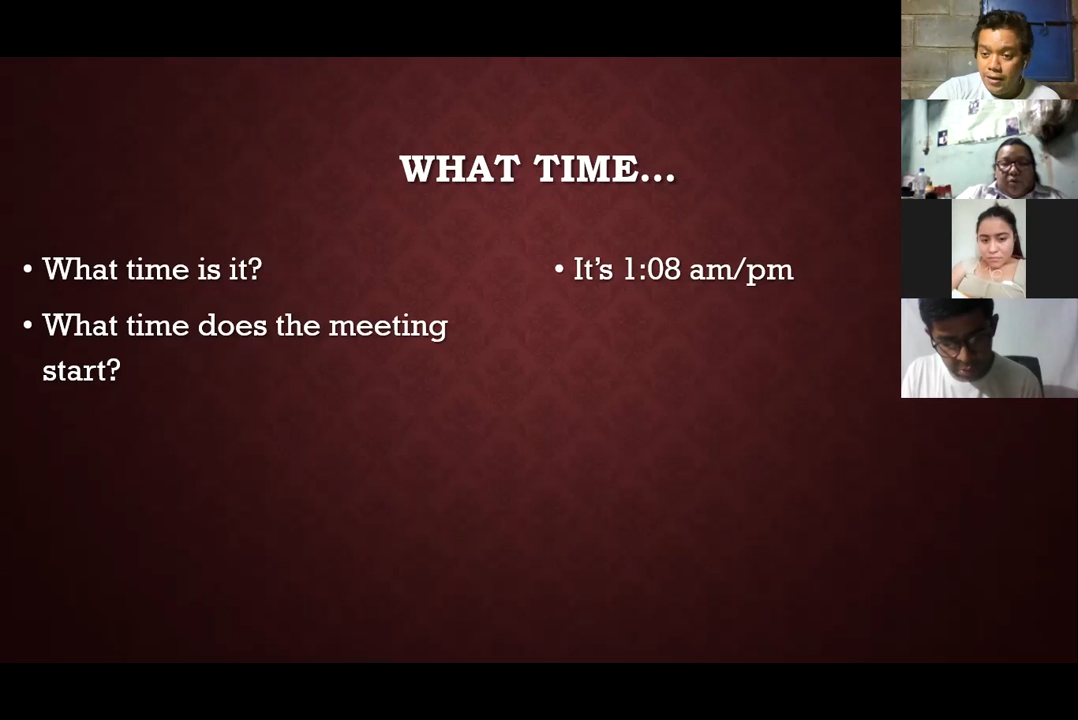 WHAT TIME...
• What time is it?
• What time does the meeting
start?
• It's 1:08 am/pm